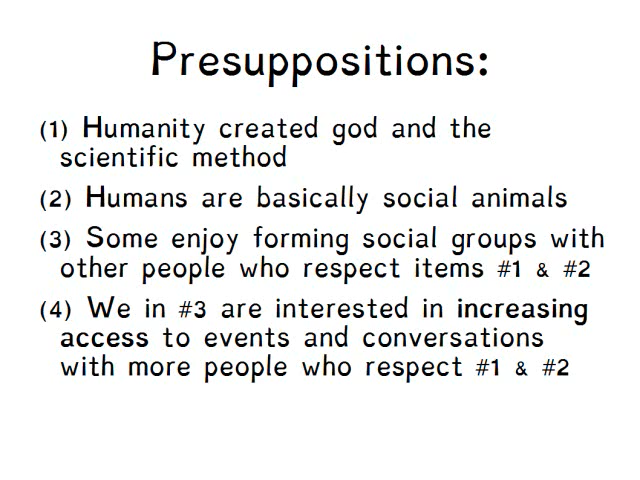 Presuppositions:
(1) Humanity created god and the
scientific method
(2) Humans are basically social animals
(3) Some enjoy forming social groups with
other people who respect items #1 & #2
(4) We in #3 are interested in increasing
access to events and conversations
with more people who respect #1 & #2